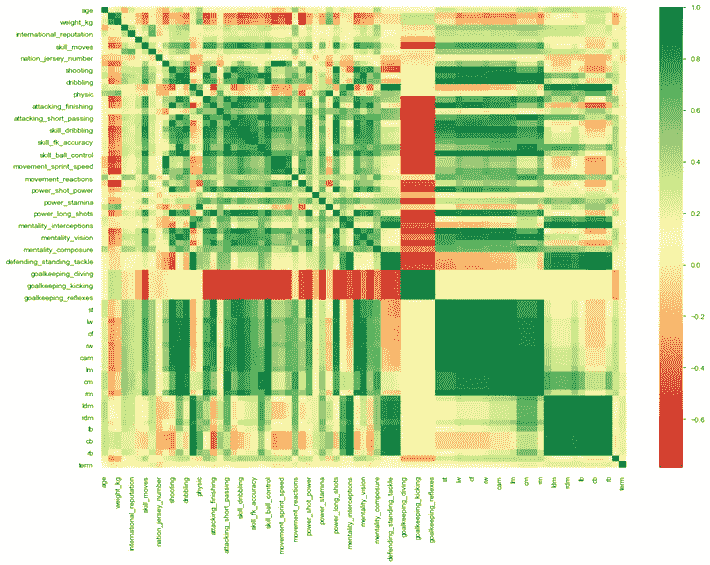 age
weight_kg
international_reputation
skill_moves
nation_jersey_number
shooting
dribbling
physic
attacking_finishing
attacking_short_passing
skill_dribbling
skill_fk_accuracy
skill_ball_control
movement_sprint_speed
movement_reactions
power_shot_power
power_stamina
power_long_shots
mentality_interceptions
mentality_vision
mentality_composure
defending_standing_tackle
goalkeeping_diving
goalkeeping_kicking
goalkeeping_reflexes
st
lw
cf
rw
cam
lm
cm
rm
ldm
rdm
lb
cb
rb
term
age
weight_kg
international_reputation
skill_moves
nation_jersey_number
shooting
dribbling
physic
attacking_finishing
attacking_short_passing
skill_dribbling
skill_fk_accuracy
skill_ball_control
movement_sprint_speed
movement_reactions
power_shot_power
power_stamina
power_long_shots
mentality_interceptions
mentality_vision
mentality_composure
defending_standing_tackle
goalkeeping_diving
goalkeeping_kicking
goalkeeping_reflexes
st
lw
cf
rw
cam
lm
cm
rm
ldm
rdm
lb
cb
rb
term
1.0
0.8
0.6
0.4
0.2
0.0
−0.2
−0.4
−0.6